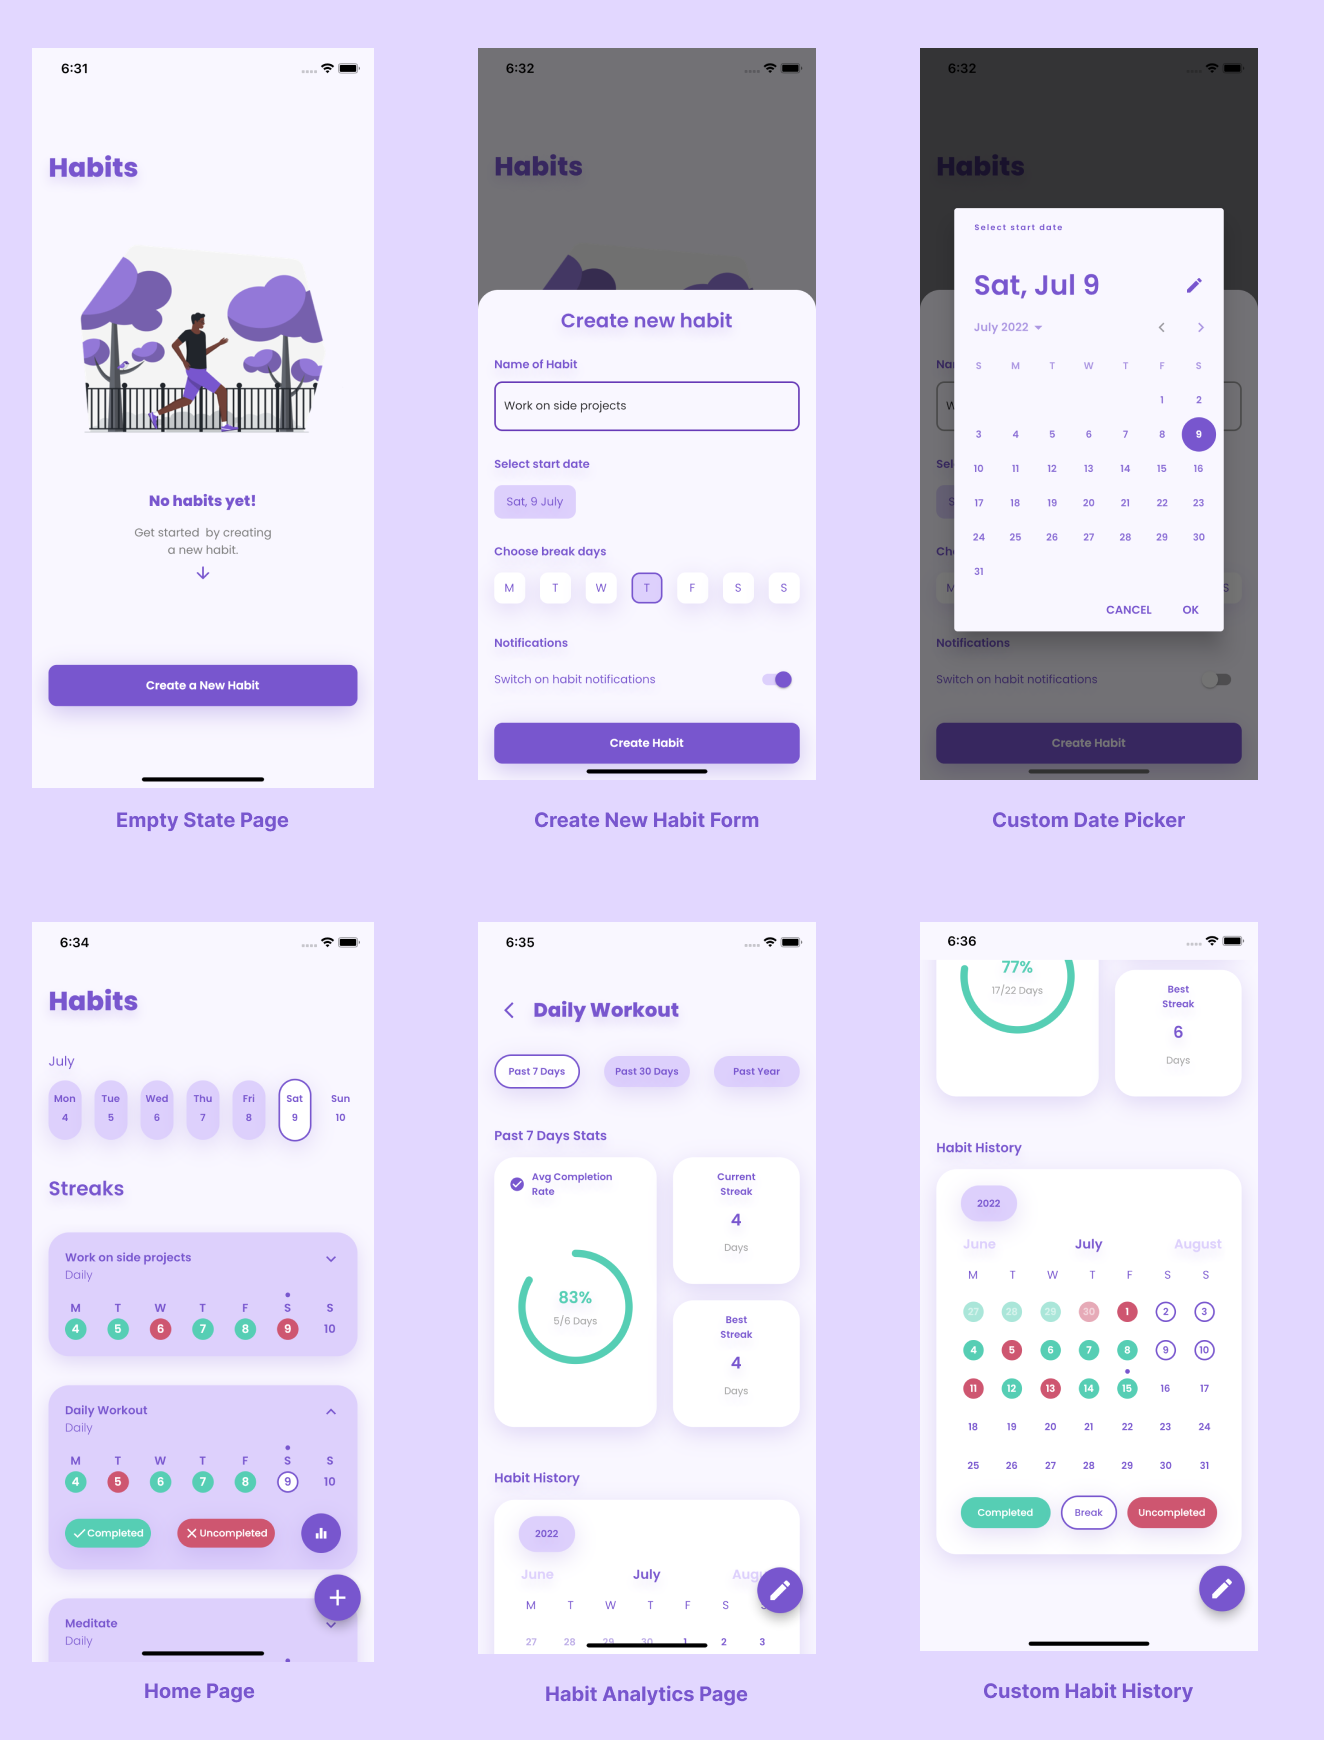 6:31
Habits
No habits yet!
Get started by creating
a new habit.
Create a New Habit
Empty State Page
6:32
Habits
Create new habit
Name of Habit
Work on side projects
Select start date
Sat, 9 July
Choose break days
M T W T F S S
Notifications
Switch on habit notifications
Create Habit
Create New Habit Form
6:32
Habits
Select start date
Sat, Jul 9
July 2022
S M T W T F S
1 2
3 4 5 6 7 8 9
10 11 12 13 14 15 16
17 18 19 20 21 22 23
24 25 26 27 28 29 30
31
CANCEL OK
Notifications
Switch on habit notifications
Create Habit
Custom Date Picker
6:34
Habits
July
Mon Tue Wed Thu Fri Sat Sun
4 5 6 7 8 9 10
Streaks
Work on side projects
Daily
M T W T F S S
4 5 6 7 8 9 10
Daily Workout
Daily
M T W T F S S
4 5 6 7 8 9 10
Completed Uncompleted
Meditate
Daily
Home Page
6:35
Daily Workout
Past 7 Days Past 30 Days Past Year
Past 7 Days Stats
Avg Completion
Rate
83%
5/6 Days
Current
Streak
4
Days
Best
Streak
4
Days
Habit History
2022
June July Augu
M T W T F S
27 28 29 30 1 2 3
Habit Analytics Page
6:36
77%
17/22 Days
Best
Streak
6
Days
Habit History
2022
June July August
M T W T F S S
27 28 29 30 1 2 3
4 5 6 7 8 9 10
11 12 13 14 15 16 17
18 19 20 21 22 23 24
25 26 27 28 29 30 31
Completed Break Uncompleted
Custom Habit History